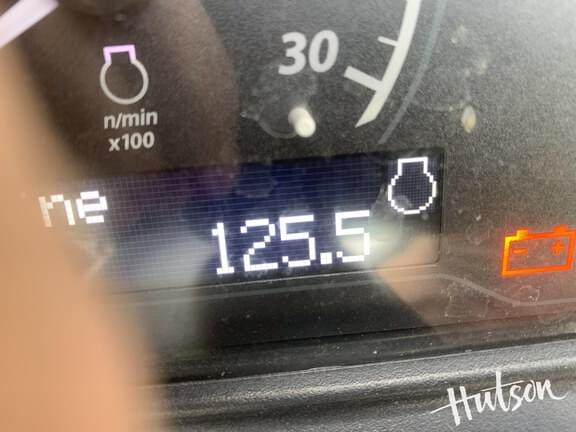 30
n/min
x100
ne
125.5
- +
Hutson